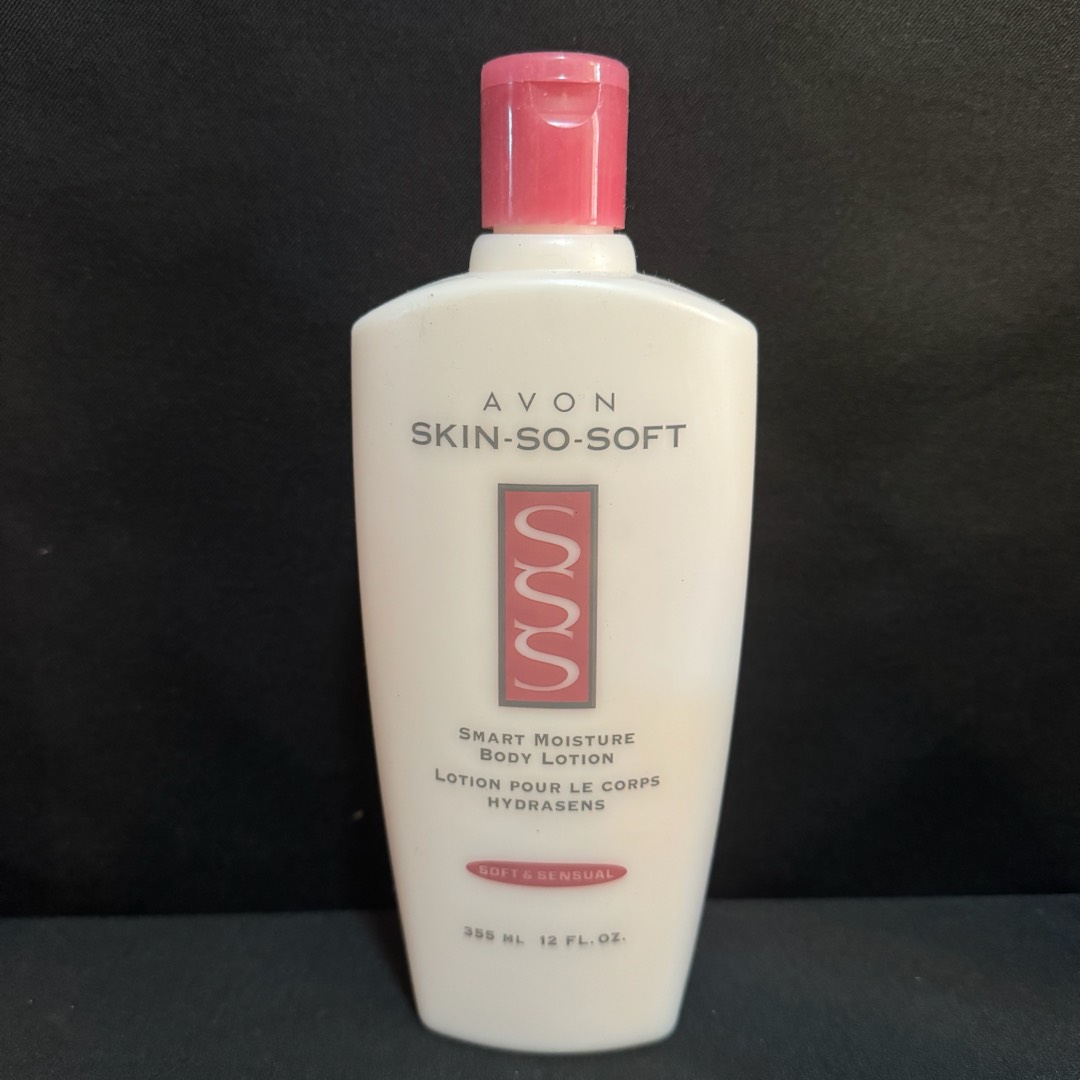 AVON
SKIN-SO-SOFT
SSS
SMART MOISTURE
BODY LOTION
LOTION POUR LE CORPS
HYDRASENS
SOFT & SENSUAL
355 ML 12 FL. OZ.